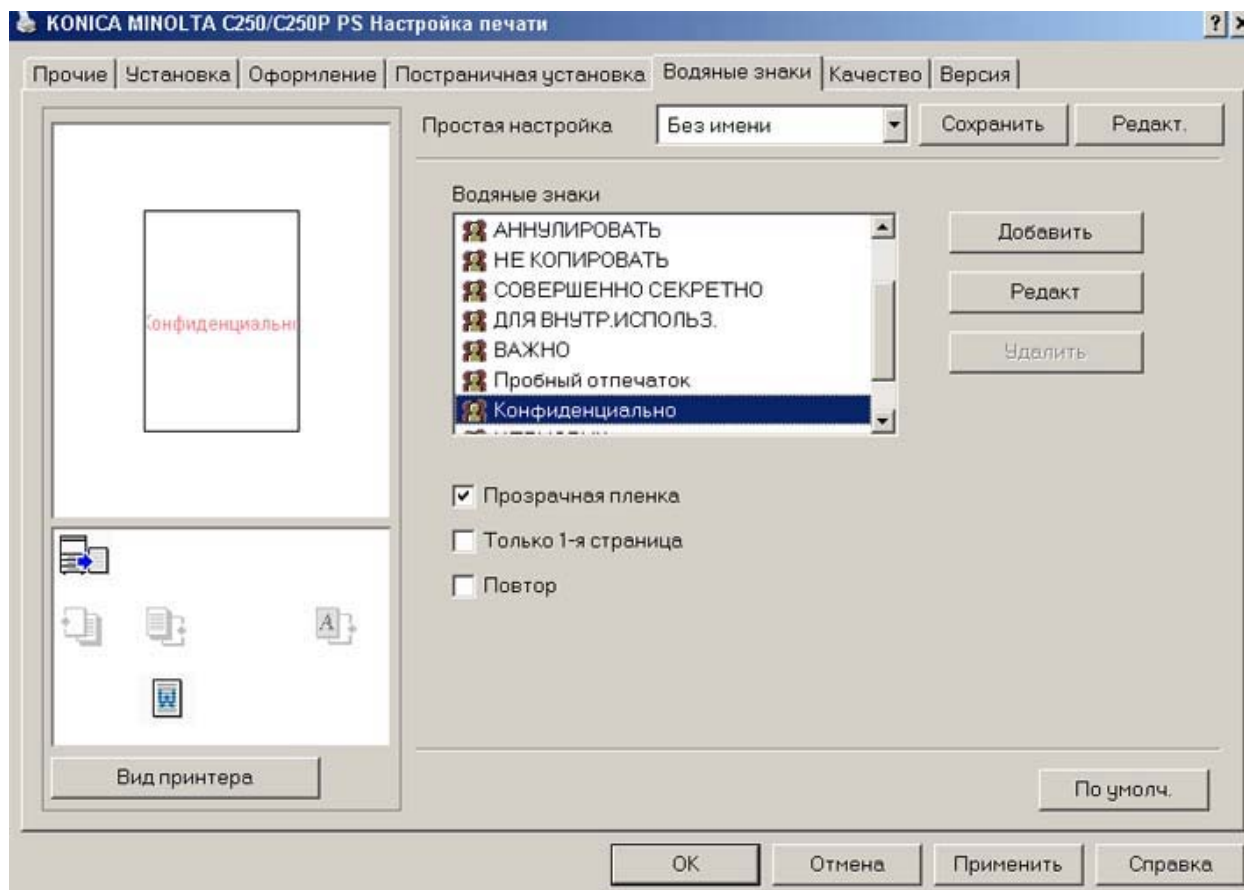 KONICA MINOLTA C250/C250P PS Настройка печати
Прочие Установка Оформление Постраничная установка Водяные знаки Качество Версия
Простая настройка Без имени Сохранить Редакт.
Водяные знаки
АННУЛИРОВАТЬ
НЕ КОПИРОВАТЬ
СОВЕРШЕННО СЕКРЕТНО
ДЛЯ ВНУТР.ИСПОЛЬЗ.
ВАЖНО
Пробный отпечаток
Конфиденциально
Добавить
Редакт
Удалить
Конфиденциально
Прозрачная пленка
Только 1-я страница
Повтор
Вид принтера
По умолч.
OK Отмена Применить Справка